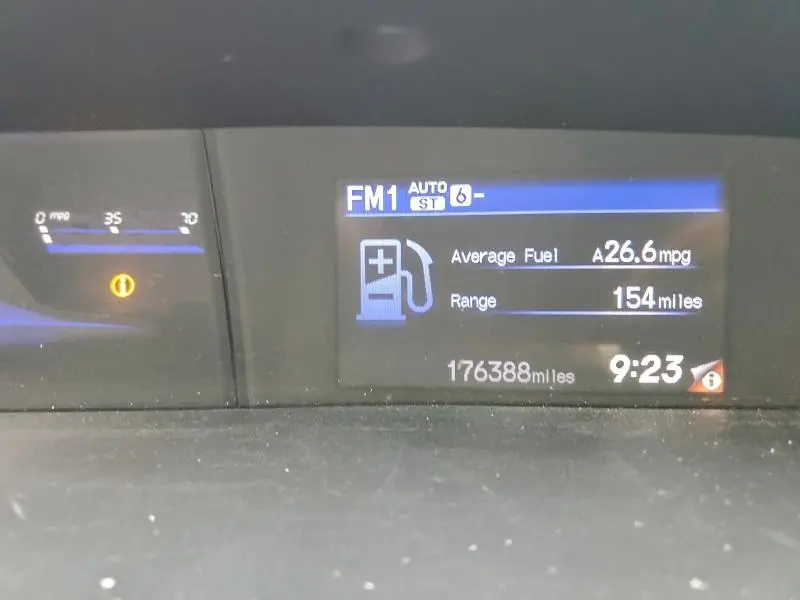 0 mpg 35 70
FM1 AUTO ST 6-
Average Fuel A26.6mpg
Range 154miles
176388miles 9:23 i